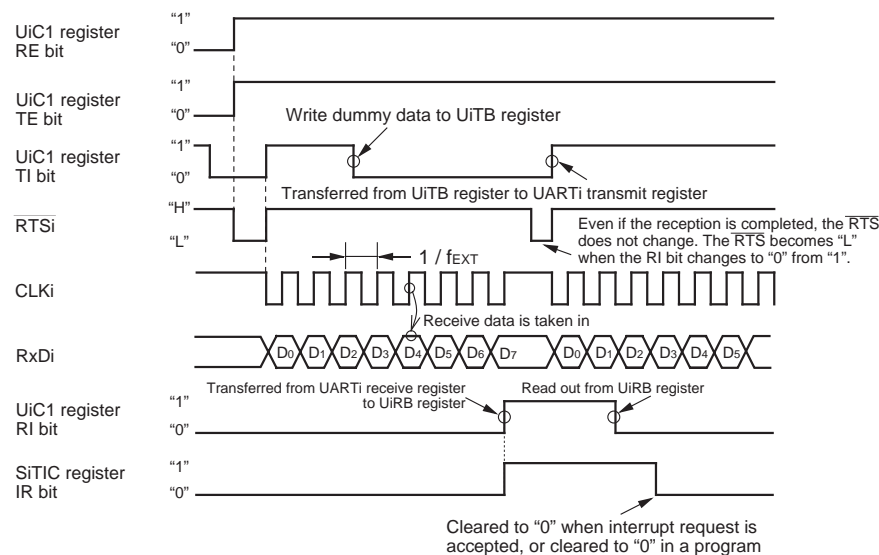 UiC1 register
RE bit
“1”
“0”
UiC1 register
TE bit
“1”
“0”
Write dummy data to UiTB register
UiC1 register
TI bit
“1”
“0”
Transferred from UiTB register to UARTi transmit register
RTSi
“H”
“L”
Even if the reception is completed, the RTS
does not change. The RTS becomes “L”
when the RI bit changes to “0” from “1”.
1 / fEXT
CLKi
Receive data is taken in
RxDi
D0 D1 D2 D3 D4 D5 D6 D7 D0 D1 D2 D3 D4 D5
Transferred from UARTi receive register
to UiRB register
Read out from UiRB register
UiC1 register
RI bit
“1”
“0”
SiTIC register
IR bit
“1”
“0”
Cleared to “0” when interrupt request is
accepted, or cleared to “0” in a program